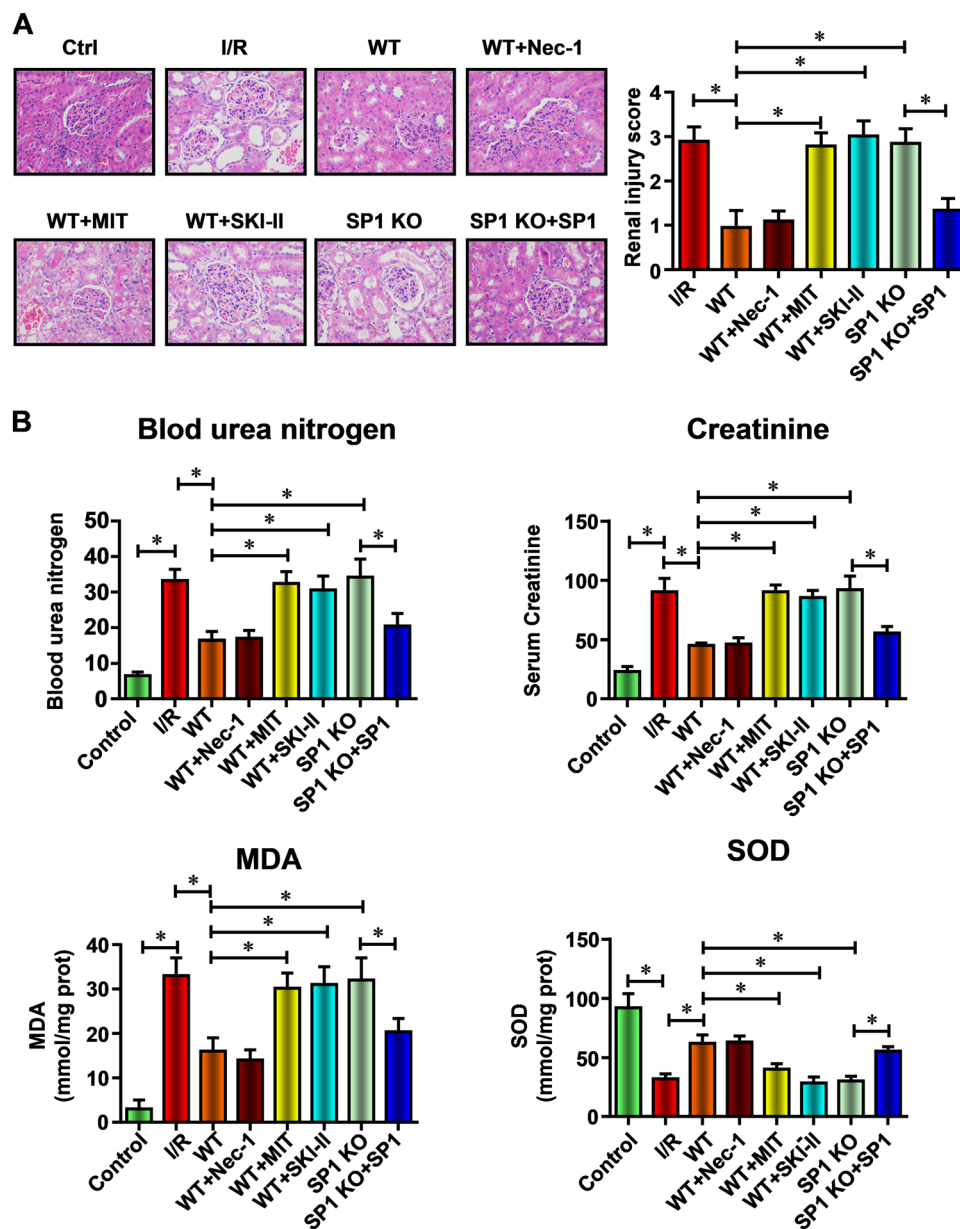 A
Ctrl
I/R
WT
WT+Nec-1
WT+MIT
WT+SKI-II
SP1 KO
SP1 KO+SP1
Renal injury score
4
3
2
1
0
*
*
*
*
*
I/R
WT
WT+Nec-1
WT+MIT
WT+SKI-II
SP1 KO
SP1 KO+SP1
B
Blod urea nitrogen
Blood urea nitrogen
50
40
30
20
10
0
*
*
*
*
*
*
Control
I/R
WT
WT+Nec-1
WT+MIT
WT+SKI-II
SP1 KO
SP1 KO+SP1
Creatinine
Serum Creatinine
150
100
50
0
*
*
*
*
*
*
Control
I/R
WT
WT+Nec-1
WT+MIT
WT+SKI-II
SP1 KO
SP1 KO+SP1
MDA
MDA
(mmol/mg prot)
40
30
20
10
0
*
*
*
*
*
*
Control
I/R
WT
WT+Nec-1
WT+MIT
WT+SKI-II
SP1 KO
SP1 KO+SP1
SOD
SOD
(mmol/mg prot)
150
100
50
0
*
*
*
*
*
*
Control
I/R
WT
WT+Nec-1
WT+MIT
WT+SKI-II
SP1 KO
SP1 KO+SP1